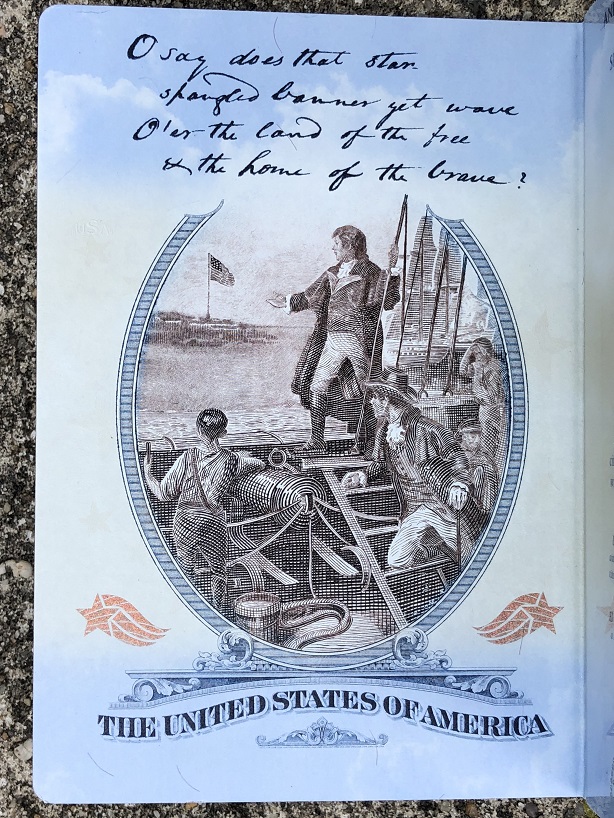 O say does that star
spangled banner yet wave
O'er the land of the free
& the home of the brave?
USA
THE UNITED STATES OF AMERICA